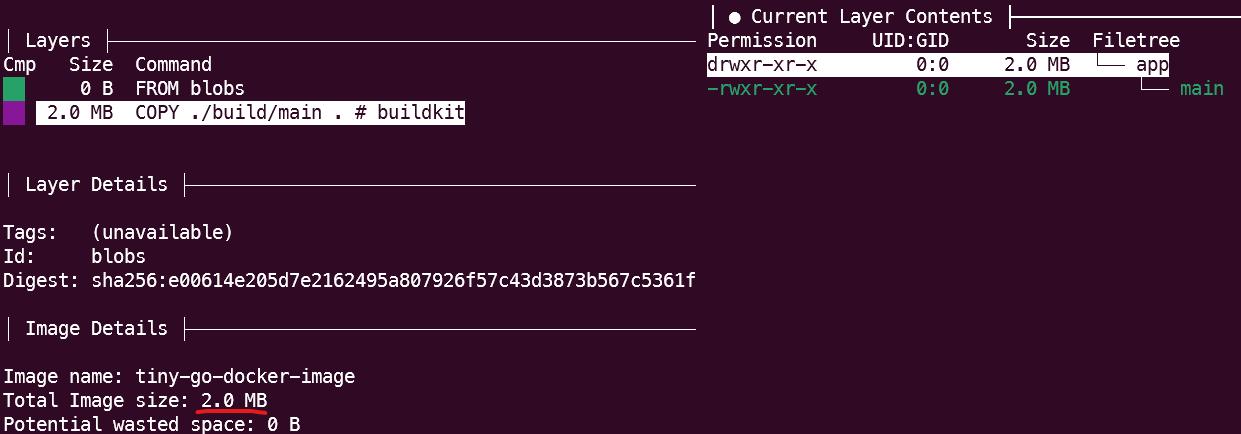 Layers
Cmp Size Command
0 B FROM blobs
2.0 MB COPY ./build/main . # buildkit
Layer Details
Tags: (unavailable)
Id: blobs
Digest: sha256:e00614e205d7e2162495a807926f57c43d3873b567c5361f
Image Details
Image name: tiny-go-docker-image
Total Image size: 2.0 MB
Potential wasted space: 0 B
● Current Layer Contents
Permission UID:GID Size Filetree
drwxr-xr-x 0:0 2.0 MB └── app
-rwxr-xr-x 0:0 2.0 MB └── main